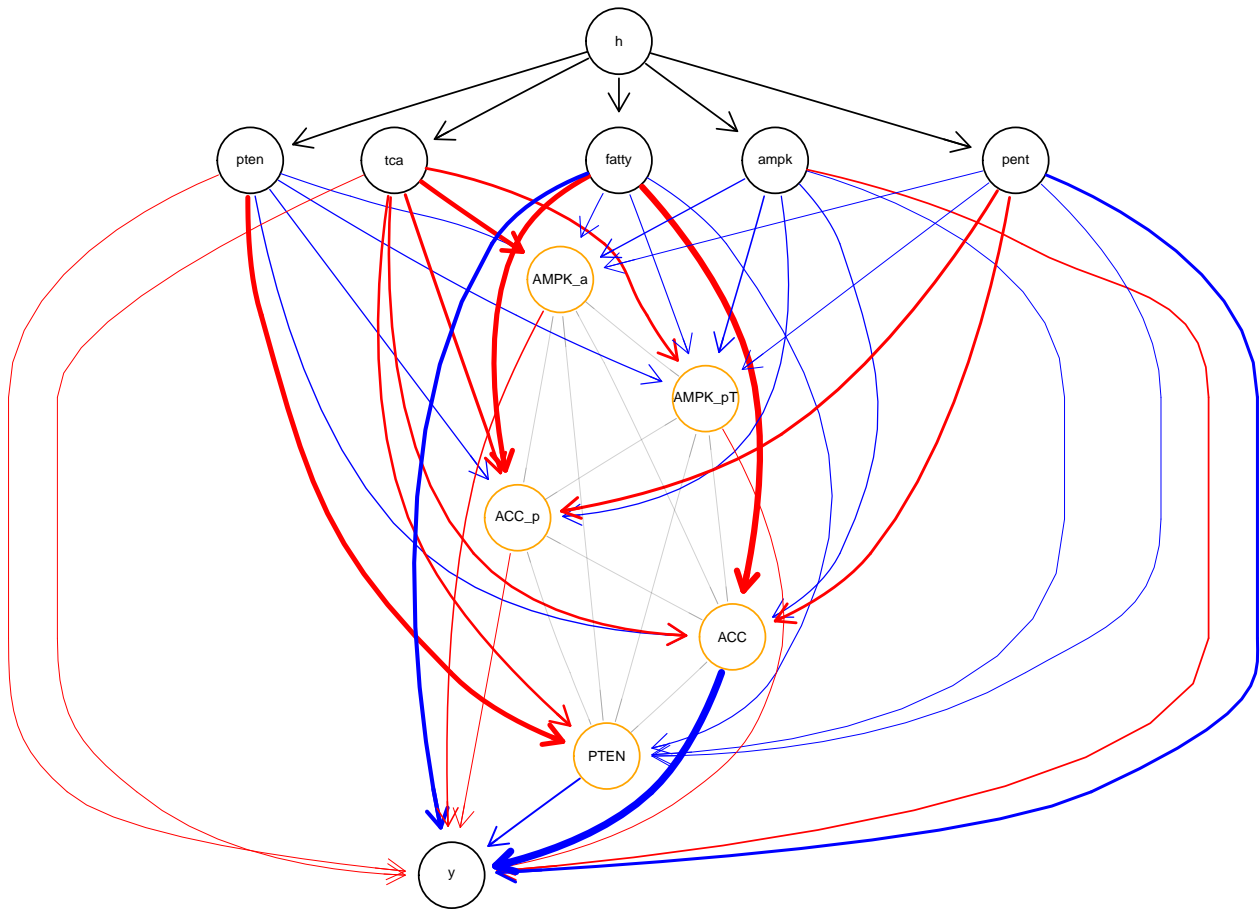 h
pten
tca
fatty
ampk
pent
AMPK_a
AMPK_pT
ACC_p
ACC
PTEN
y